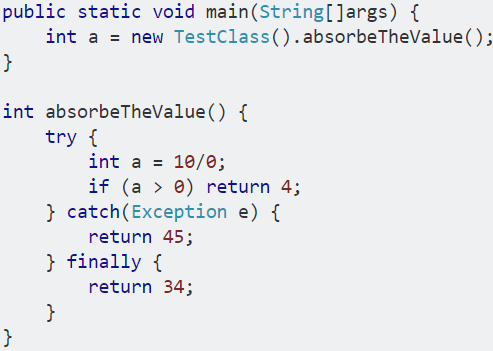 public static void main(String[]args) {
    int a = new TestClass().absorbeTheValue();
}

int absorbeTheValue() {
    try {
        int a = 10/0;
        if (a > 0) return 4;
    } catch(Exception e) {
        return 45;
    } finally {
        return 34;
    }
}